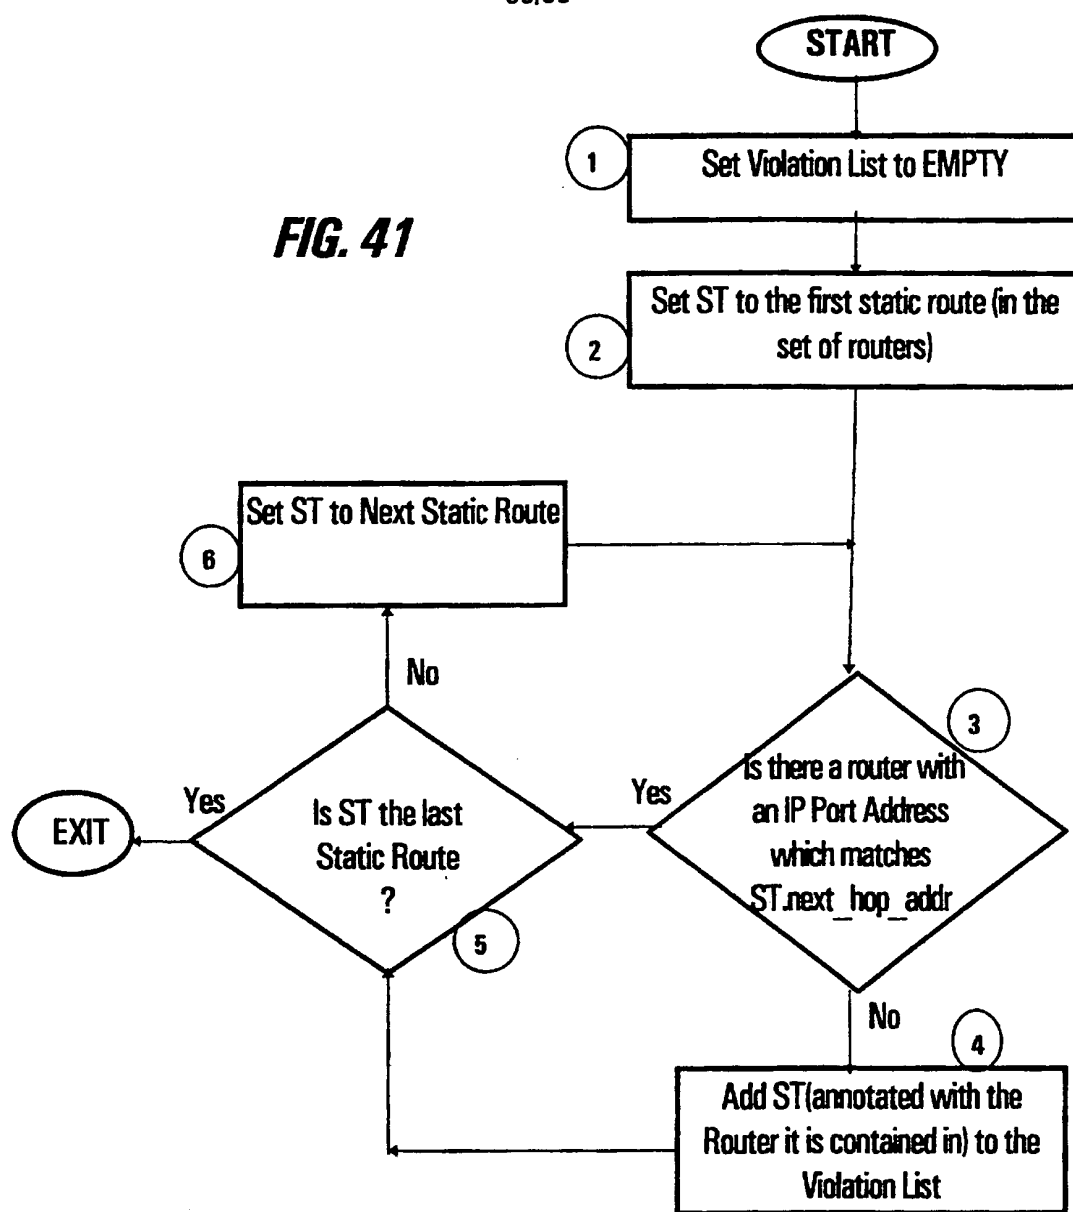 START
1
Set Violation List to EMPTY
FIG. 41
Set ST to the first static route (in the
set of routers)
2
Set ST to Next Static Route
6
No
3
Is there a router with
an IP Port Address
which matches
ST.next_hop_addr
Yes
Is ST the last
Static Route
?
Yes
EXIT
5
No
4
Add ST(annotated with the
Router it is contained in) to the
Violation List